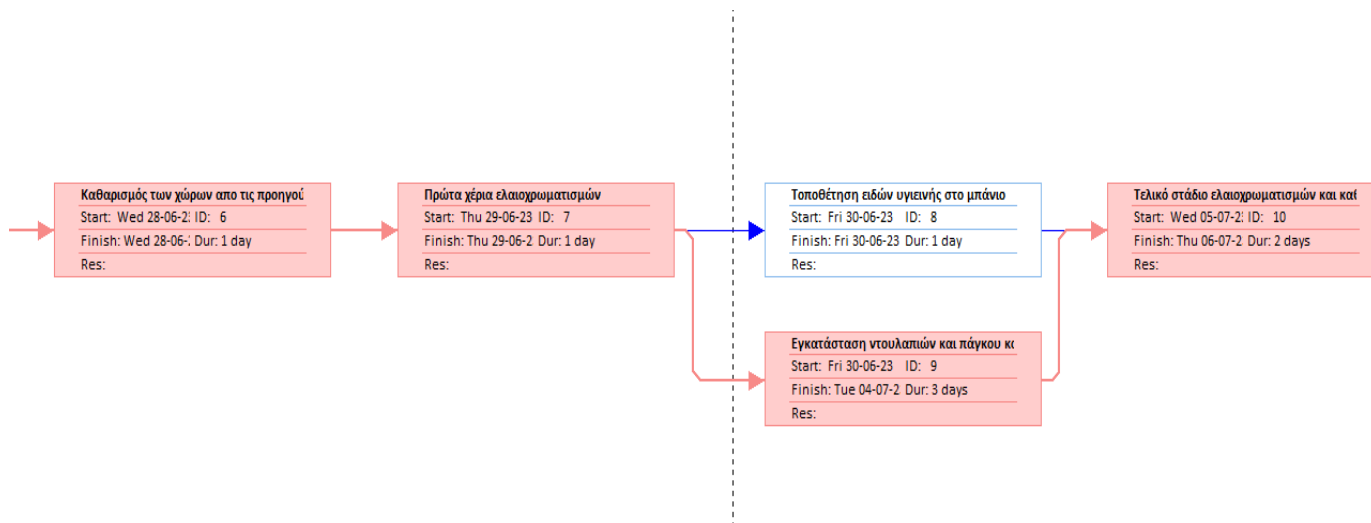 Καθαρισμός των χώρων απο τις προηγού
Start: Wed 28-06-2 ID: 6
Finish: Wed 28-06-2 Dur: 1 day
Res:
Πρώτα χέρια ελαιοχρωματισμών
Start: Thu 29-06-23 ID: 7
Finish: Thu 29-06-2 Dur: 1 day
Res:
Τοποθέτηση ειδών υγιεινής στο μπάνιο
Start: Fri 30-06-23 ID: 8
Finish: Fri 30-06-23 Dur: 1 day
Res:
Εγκατάσταση ντουλαπιών και πάγκου κο
Start: Fri 30-06-23 ID: 9
Finish: Tue 04-07-2 Dur: 3 days
Res:
Τελικό στάδιο ελαιοχρωματισμών και καθ
Start: Wed 05-07-2 ID: 10
Finish: Thu 06-07-2 Dur: 2 days
Res: